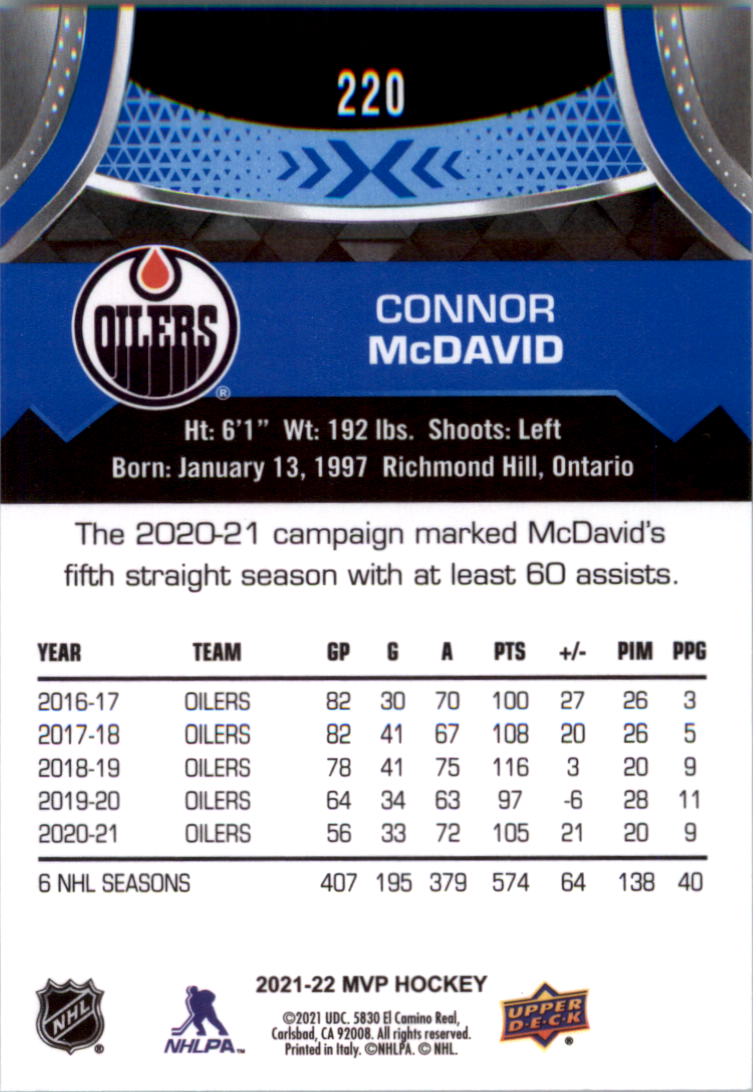 220
OILERS
®
CONNOR
McDAVID
Ht: 6'1" Wt: 192 lbs. Shoots: Left
Born: January 13, 1997 Richmond Hill, Ontario
The 2020-21 campaign marked McDavid's
fifth straight season with at least 60 assists.
YEAR TEAM GP G A PTS +/- PIM PPG
2016-17 OILERS 82 30 70 100 27 26 3
2017-18 OILERS 82 41 67 108 20 26 5
2018-19 OILERS 78 41 75 116 3 20 9
2019-20 OILERS 64 34 63 97 -6 28 11
2020-21 OILERS 56 33 72 105 21 20 9
6 NHL SEASONS 407 195 379 574 64 138 40
NHL ®
NHLPA™
2021-22 MVP HOCKEY
©2021 UDC. 5830 El Camino Real,
Carlsbad, CA 92008. All rights reserved.
Printed in Italy. ©NHLPA. © NHL.
UPPER
D·E·C·K
®